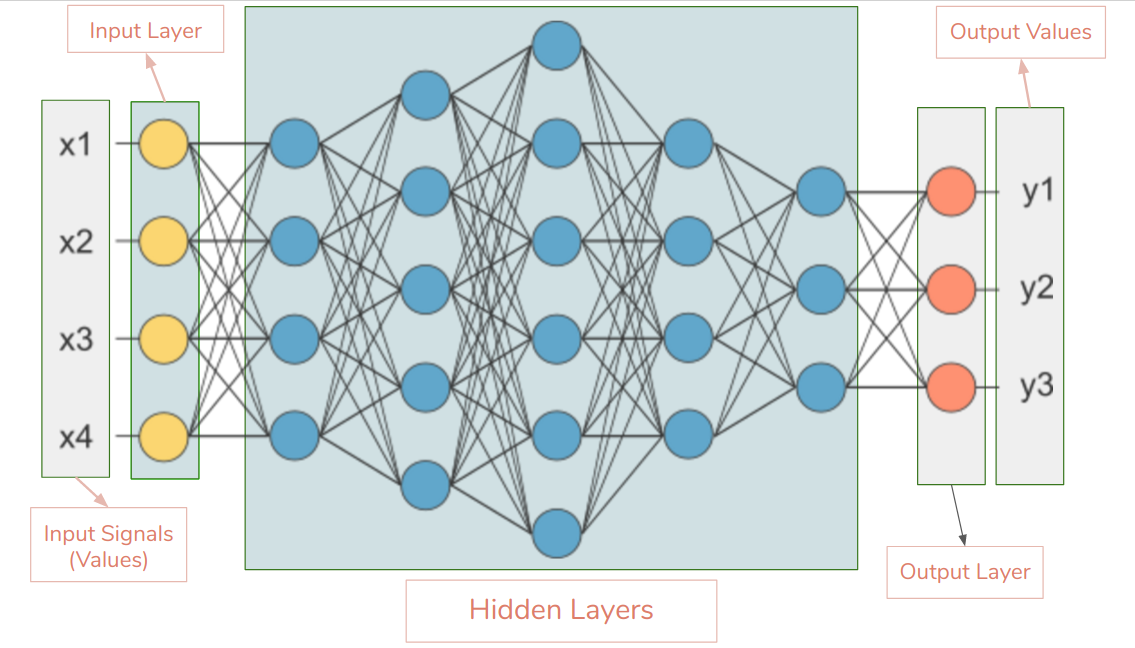 Input Layer
Output Values
x1
x2
x3
x4
y1
y2
y3
Input Signals
(Values)
Output Layer
Hidden Layers